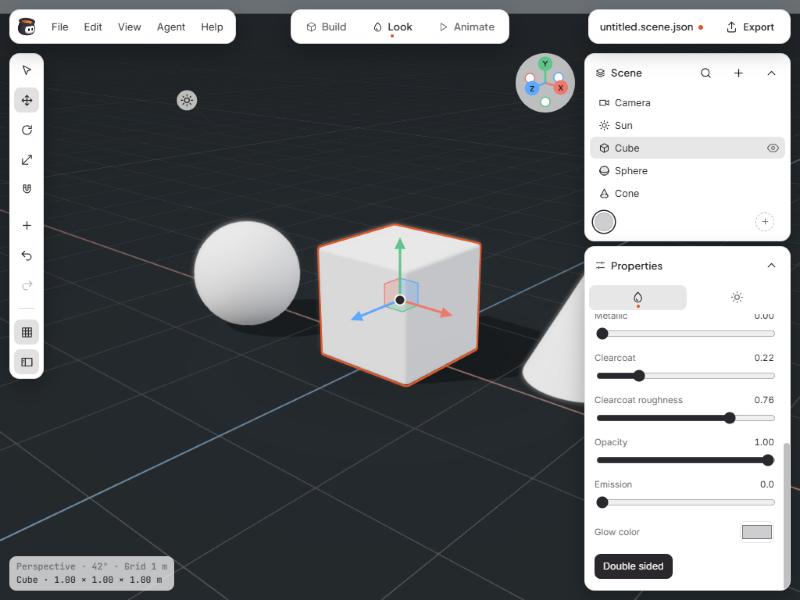 File Edit View Agent Help
Build Look Animate
untitled.scene.json Export
Y
Z X
Scene
Camera
Sun
Cube
Sphere
Cone
Properties
Metallic 0.00
Clearcoat 0.22
Clearcoat roughness 0.76
Opacity 1.00
Emission 0.0
Glow color
Double sided
Perspective · 42° · Grid 1 m
Cube · 1.00 × 1.00 × 1.00 m